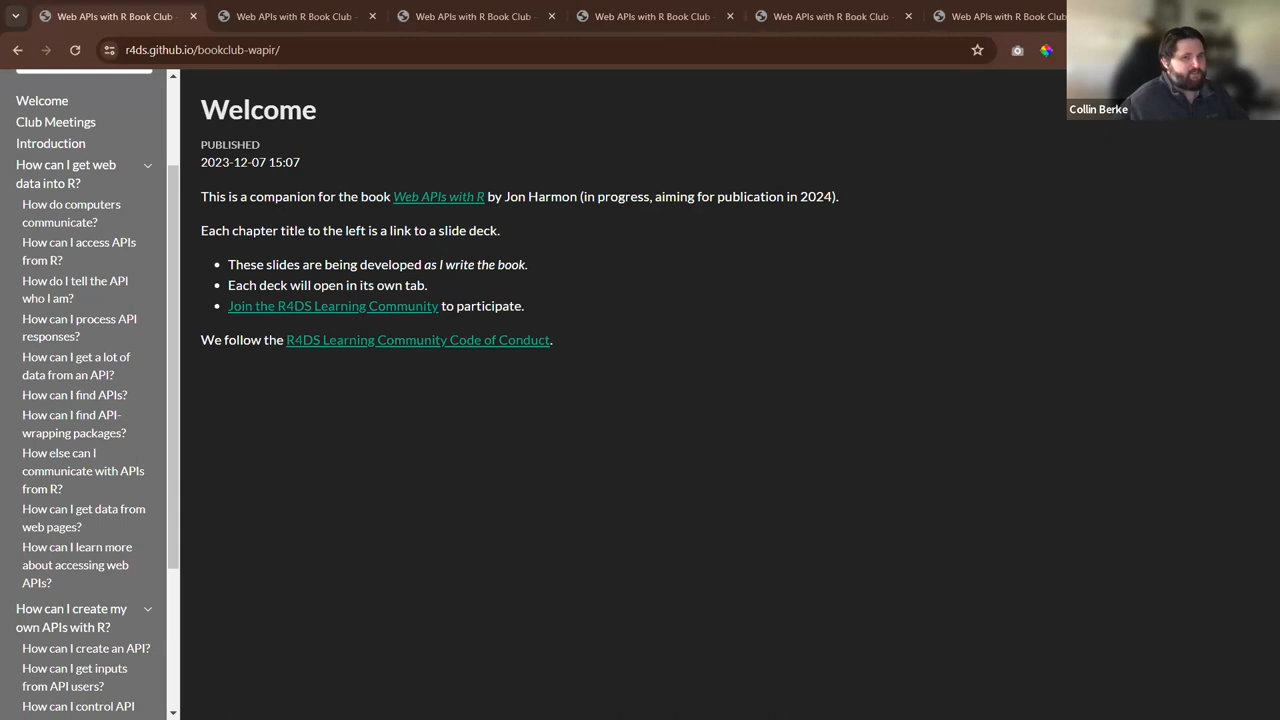 Web APIs with R Book Club -
Web APIs with R Book Club -
Web APIs with R Book Club -
Web APIs with R Book Club -
Web APIs with R Book Club -
Web APIs with R Book Club
r4ds.github.io/bookclub-wapir/
Collin Berke
Welcome
Club Meetings
Introduction
How can I get web
data into R?
How do computers
communicate?
How can I access APIs
from R?
How do I tell the API
who I am?
How can I process API
responses?
How can I get a lot of
data from an API?
How can I find APIs?
How can I find API-
wrapping packages?
How else can I
communicate with APIs
from R?
How can I get data from
web pages?
How can I learn more
about accessing web
APIs?
How can I create my
own APIs with R?
How can I create an API?
How can I get inputs
from API users?
How can I control API
Welcome
PUBLISHED
2023-12-07 15:07
This is a companion for the book Web APIs with R by Jon Harmon (in progress, aiming for publication in 2024).
Each chapter title to the left is a link to a slide deck.
• These slides are being developed as I write the book.
• Each deck will open in its own tab.
• Join the R4DS Learning Community to participate.
We follow the R4DS Learning Community Code of Conduct.